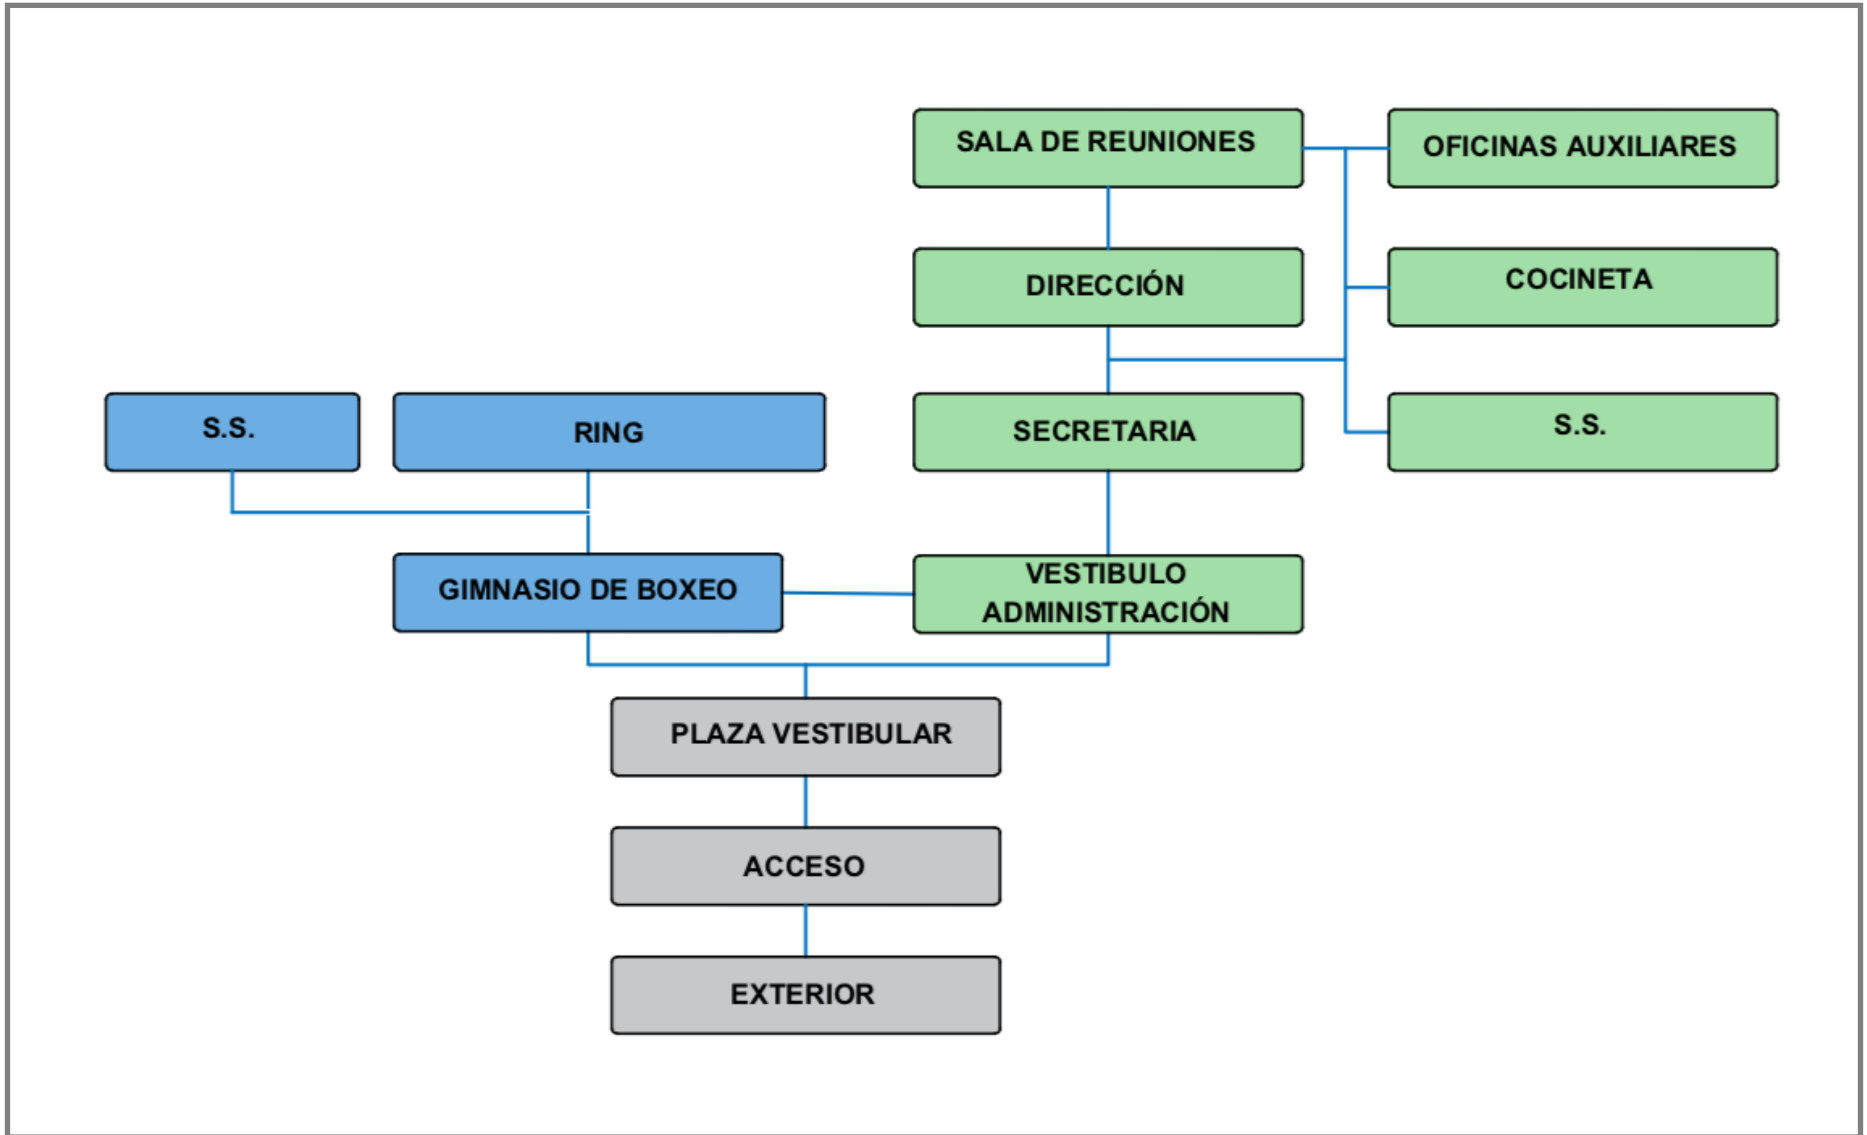 SALA DE REUNIONES
OFICINAS AUXILIARES
DIRECCIÓN
COCINETA
S.S.
RING
SECRETARIA
S.S.
GIMNASIO DE BOXEO
VESTIBULO
ADMINISTRACIÓN
PLAZA VESTIBULAR
ACCESO
EXTERIOR